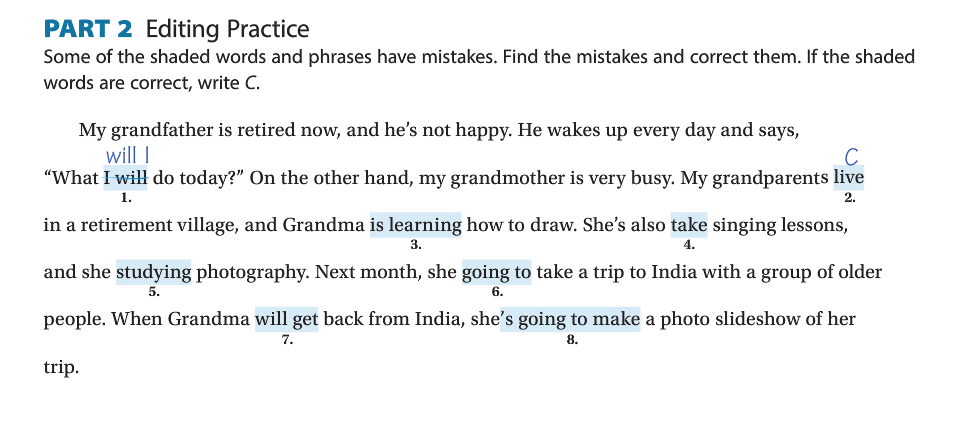 PART 2 Editing Practice
Some of the shaded words and phrases have mistakes. Find the mistakes and correct them. If the shaded
words are correct, write C.
My grandfather is retired now, and he's not happy. He wakes up every day and says,
will I C
"What I will do today?" On the other hand, my grandmother is very busy. My grandparents live
1. 2.
in a retirement village, and Grandma is learning how to draw. She's also take singing lessons,
3. 4.
and she studying photography. Next month, she going to take a trip to India with a group of older
5. 6.
people. When Grandma will get back from India, she's going to make a photo slideshow of her
7. 8.
trip.